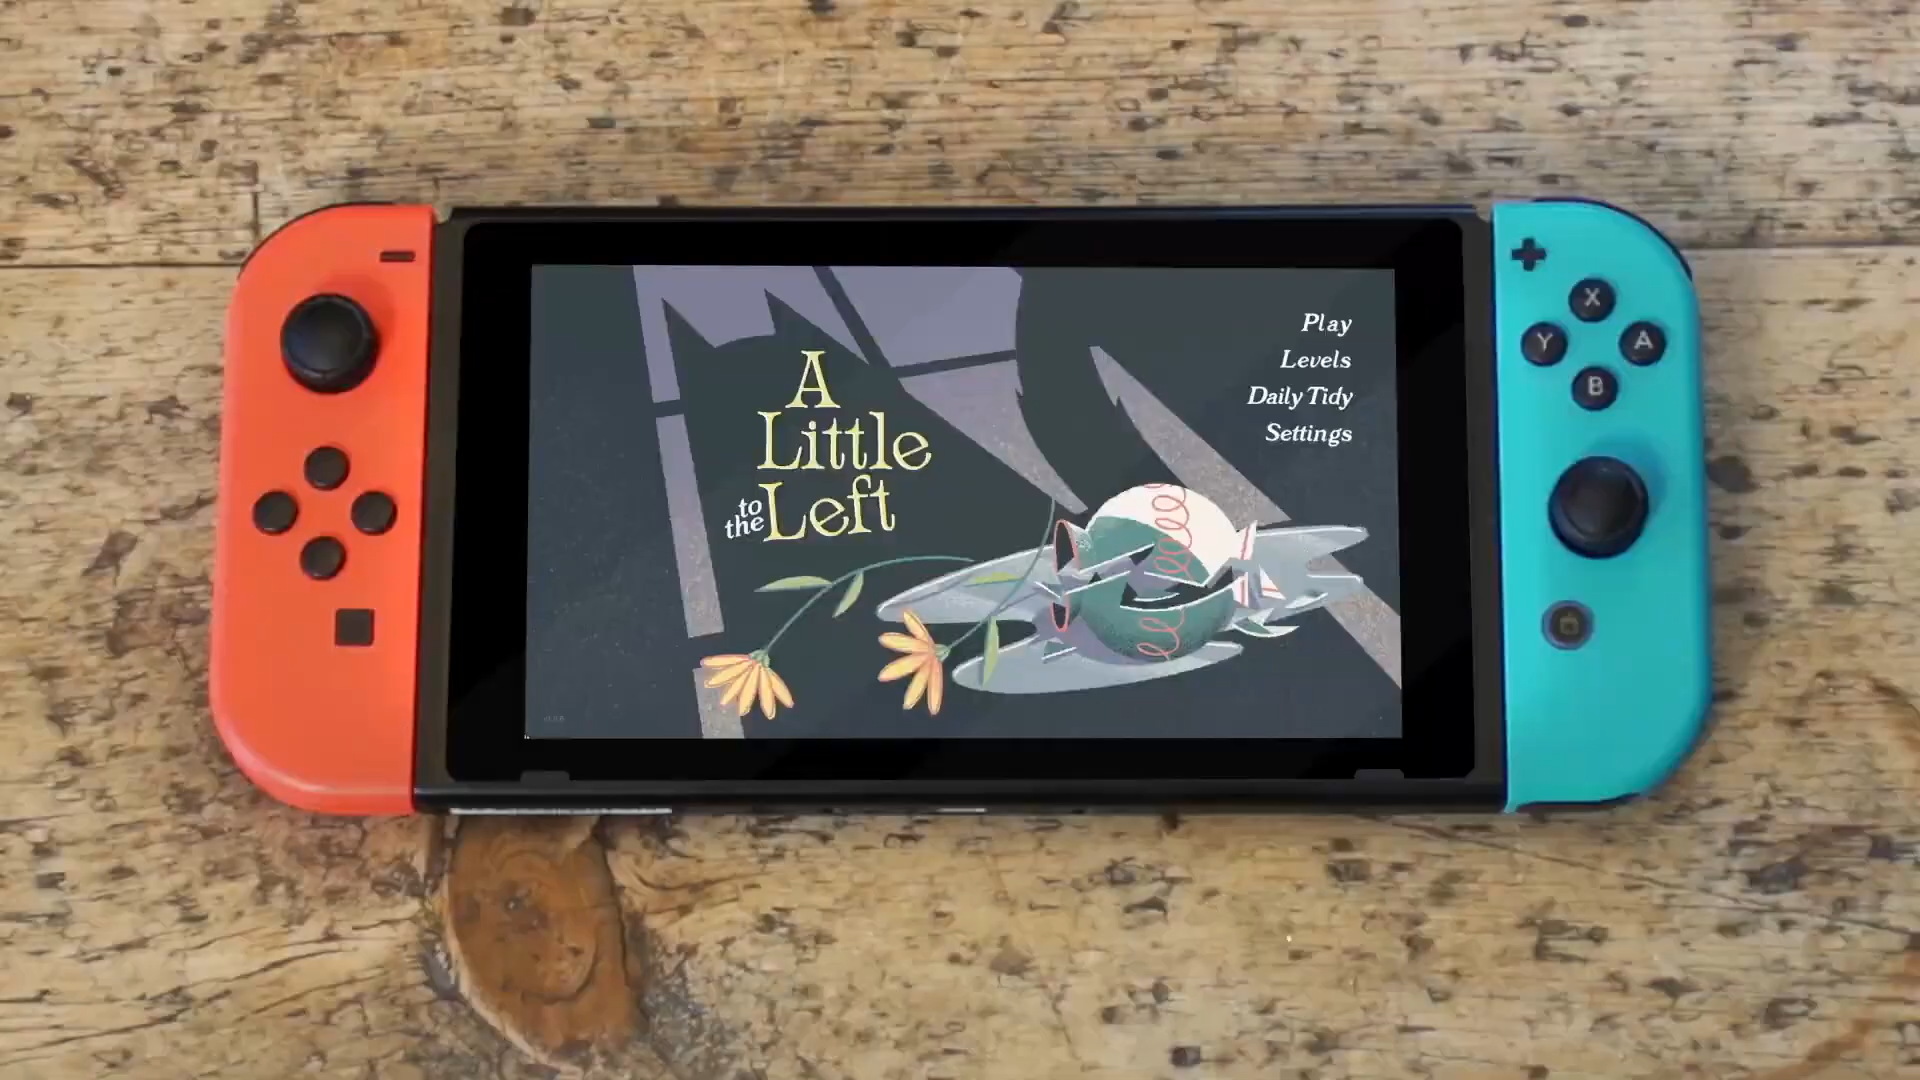 A
Little
to
the Left
Play
Levels
Daily Tidy
Settings
X
Y
A
B